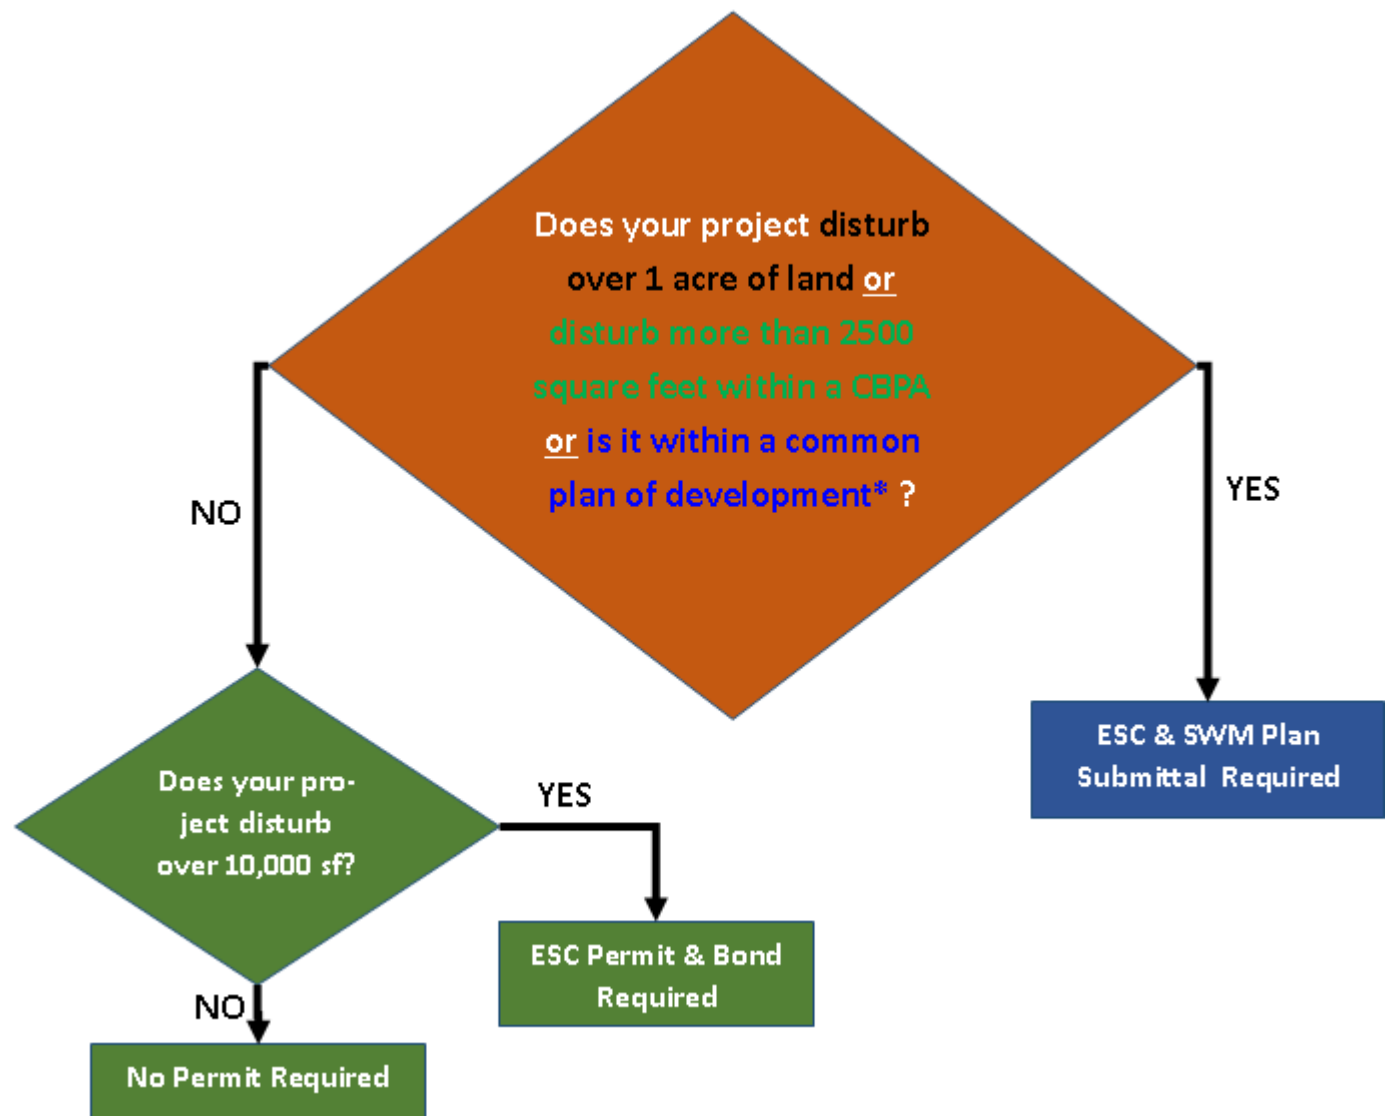 Does your project disturb
over 1 acre of land or
disturb more than 2500
square feet within a CBPA
or is it within a common
plan of development* ?
NO
YES
ESC & SWM Plan
Submittal Required
Does your pro-
ject disturb
over 10,000 sf?
YES
ESC Permit & Bond
Required
NO
No Permit Required